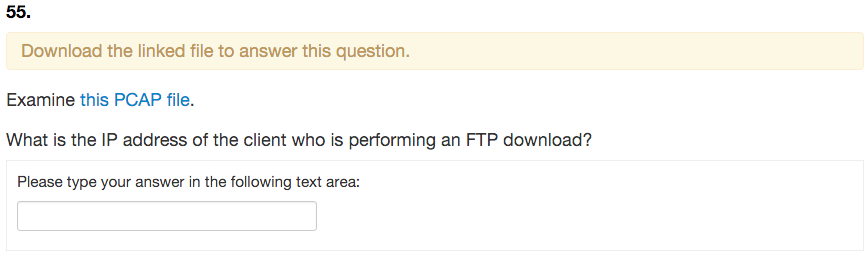 55.
Download the linked file to answer this question.
Examine this PCAP file.
What is the IP address of the client who is performing an FTP download?
Please type your answer in the following text area: